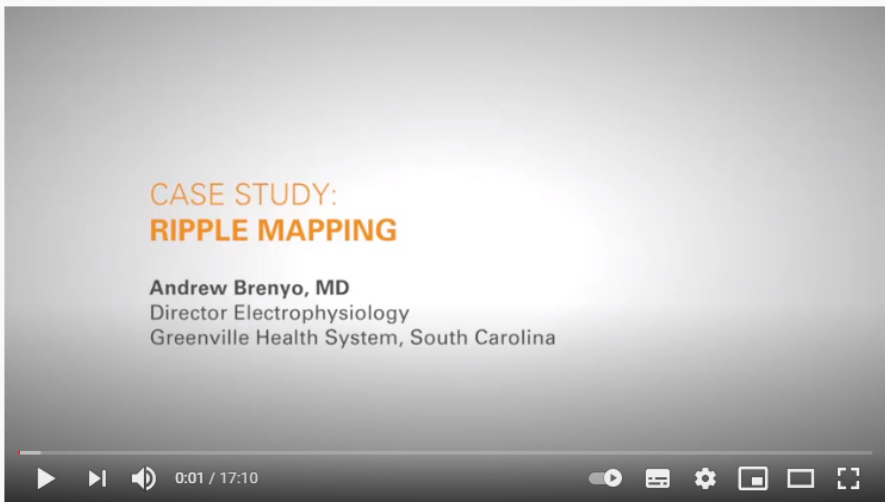 CASE STUDY:
RIPPLE MAPPING
Andrew Brenyo, MD
Director Electrophysiology
Greenville Health System, South Carolina
0:01 / 17:10